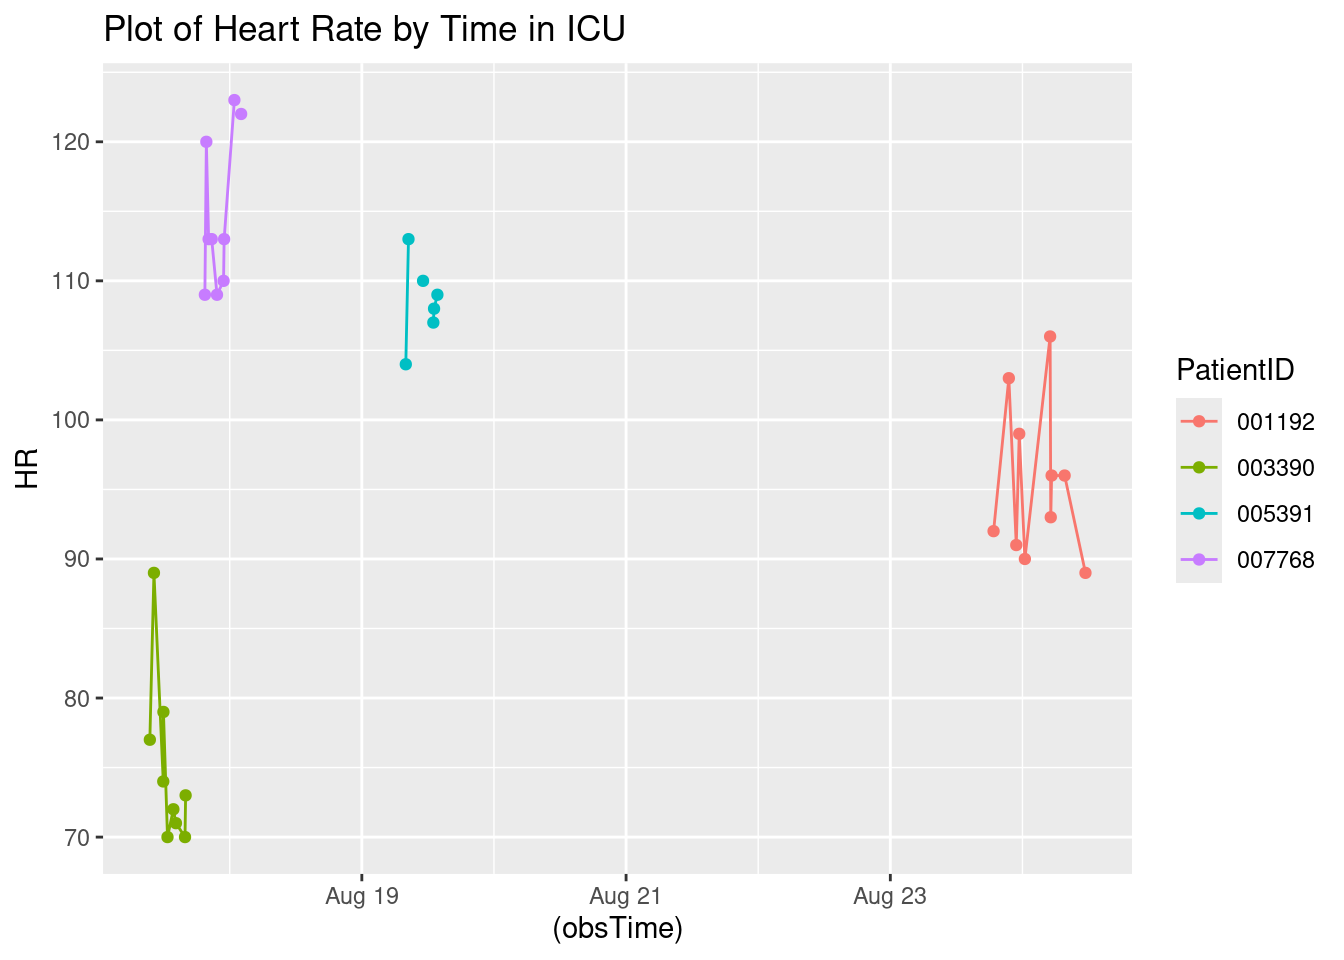 Plot of Heart Rate by Time in ICU
120
110
100
90
80
70
HR
Aug 19
Aug 21
Aug 23
(obsTime)
PatientID
001192
003390
005391
007768